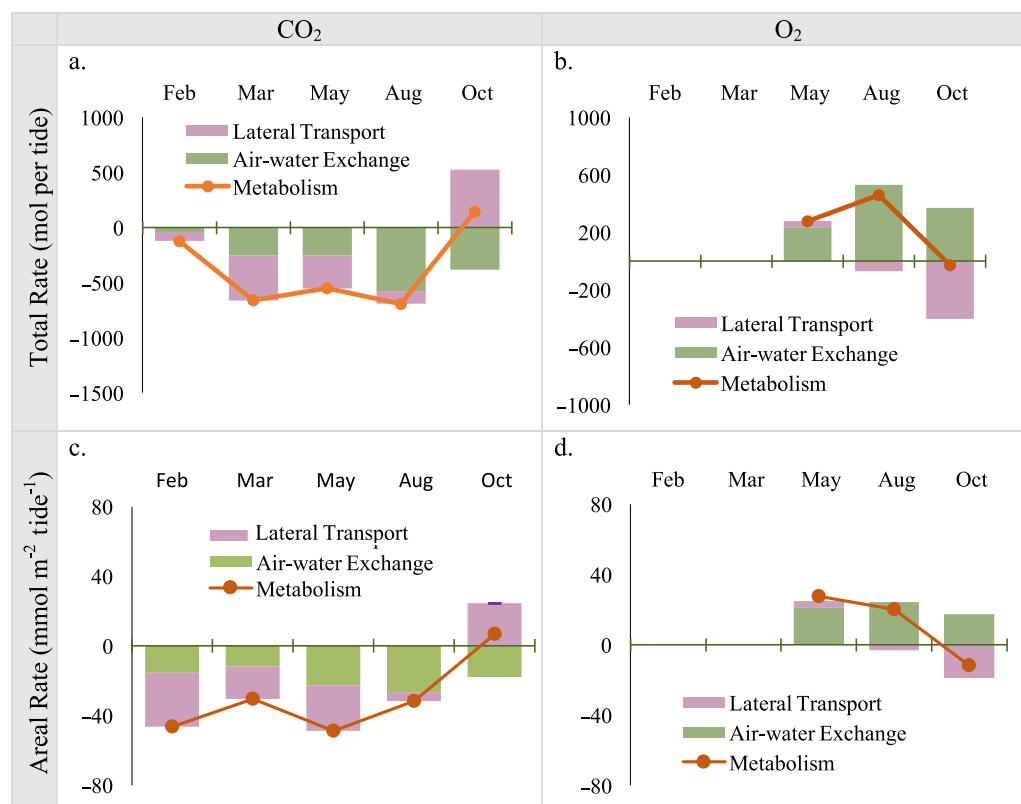 CO₂
O₂
Total Rate (mol per tide)
a.
Feb Mar May Aug Oct
1000
500
0
−500
−1000
−1500
Lateral Transport
Air-water Exchange
Metabolism
b.
Feb Mar May Aug Oct
1000
600
200
−200
−600
−1000
Lateral Transport
Air-water Exchange
Metabolism
Areal Rate (mmol m⁻² tide⁻¹)
c.
Feb Mar May Aug Oct
80
40
0
−40
−80
Lateral Transport
Air-water Exchange
Metabolism
d.
Feb Mar May Aug Oct
80
40
0
−40
−80
Lateral Transport
Air-water Exchange
Metabolism